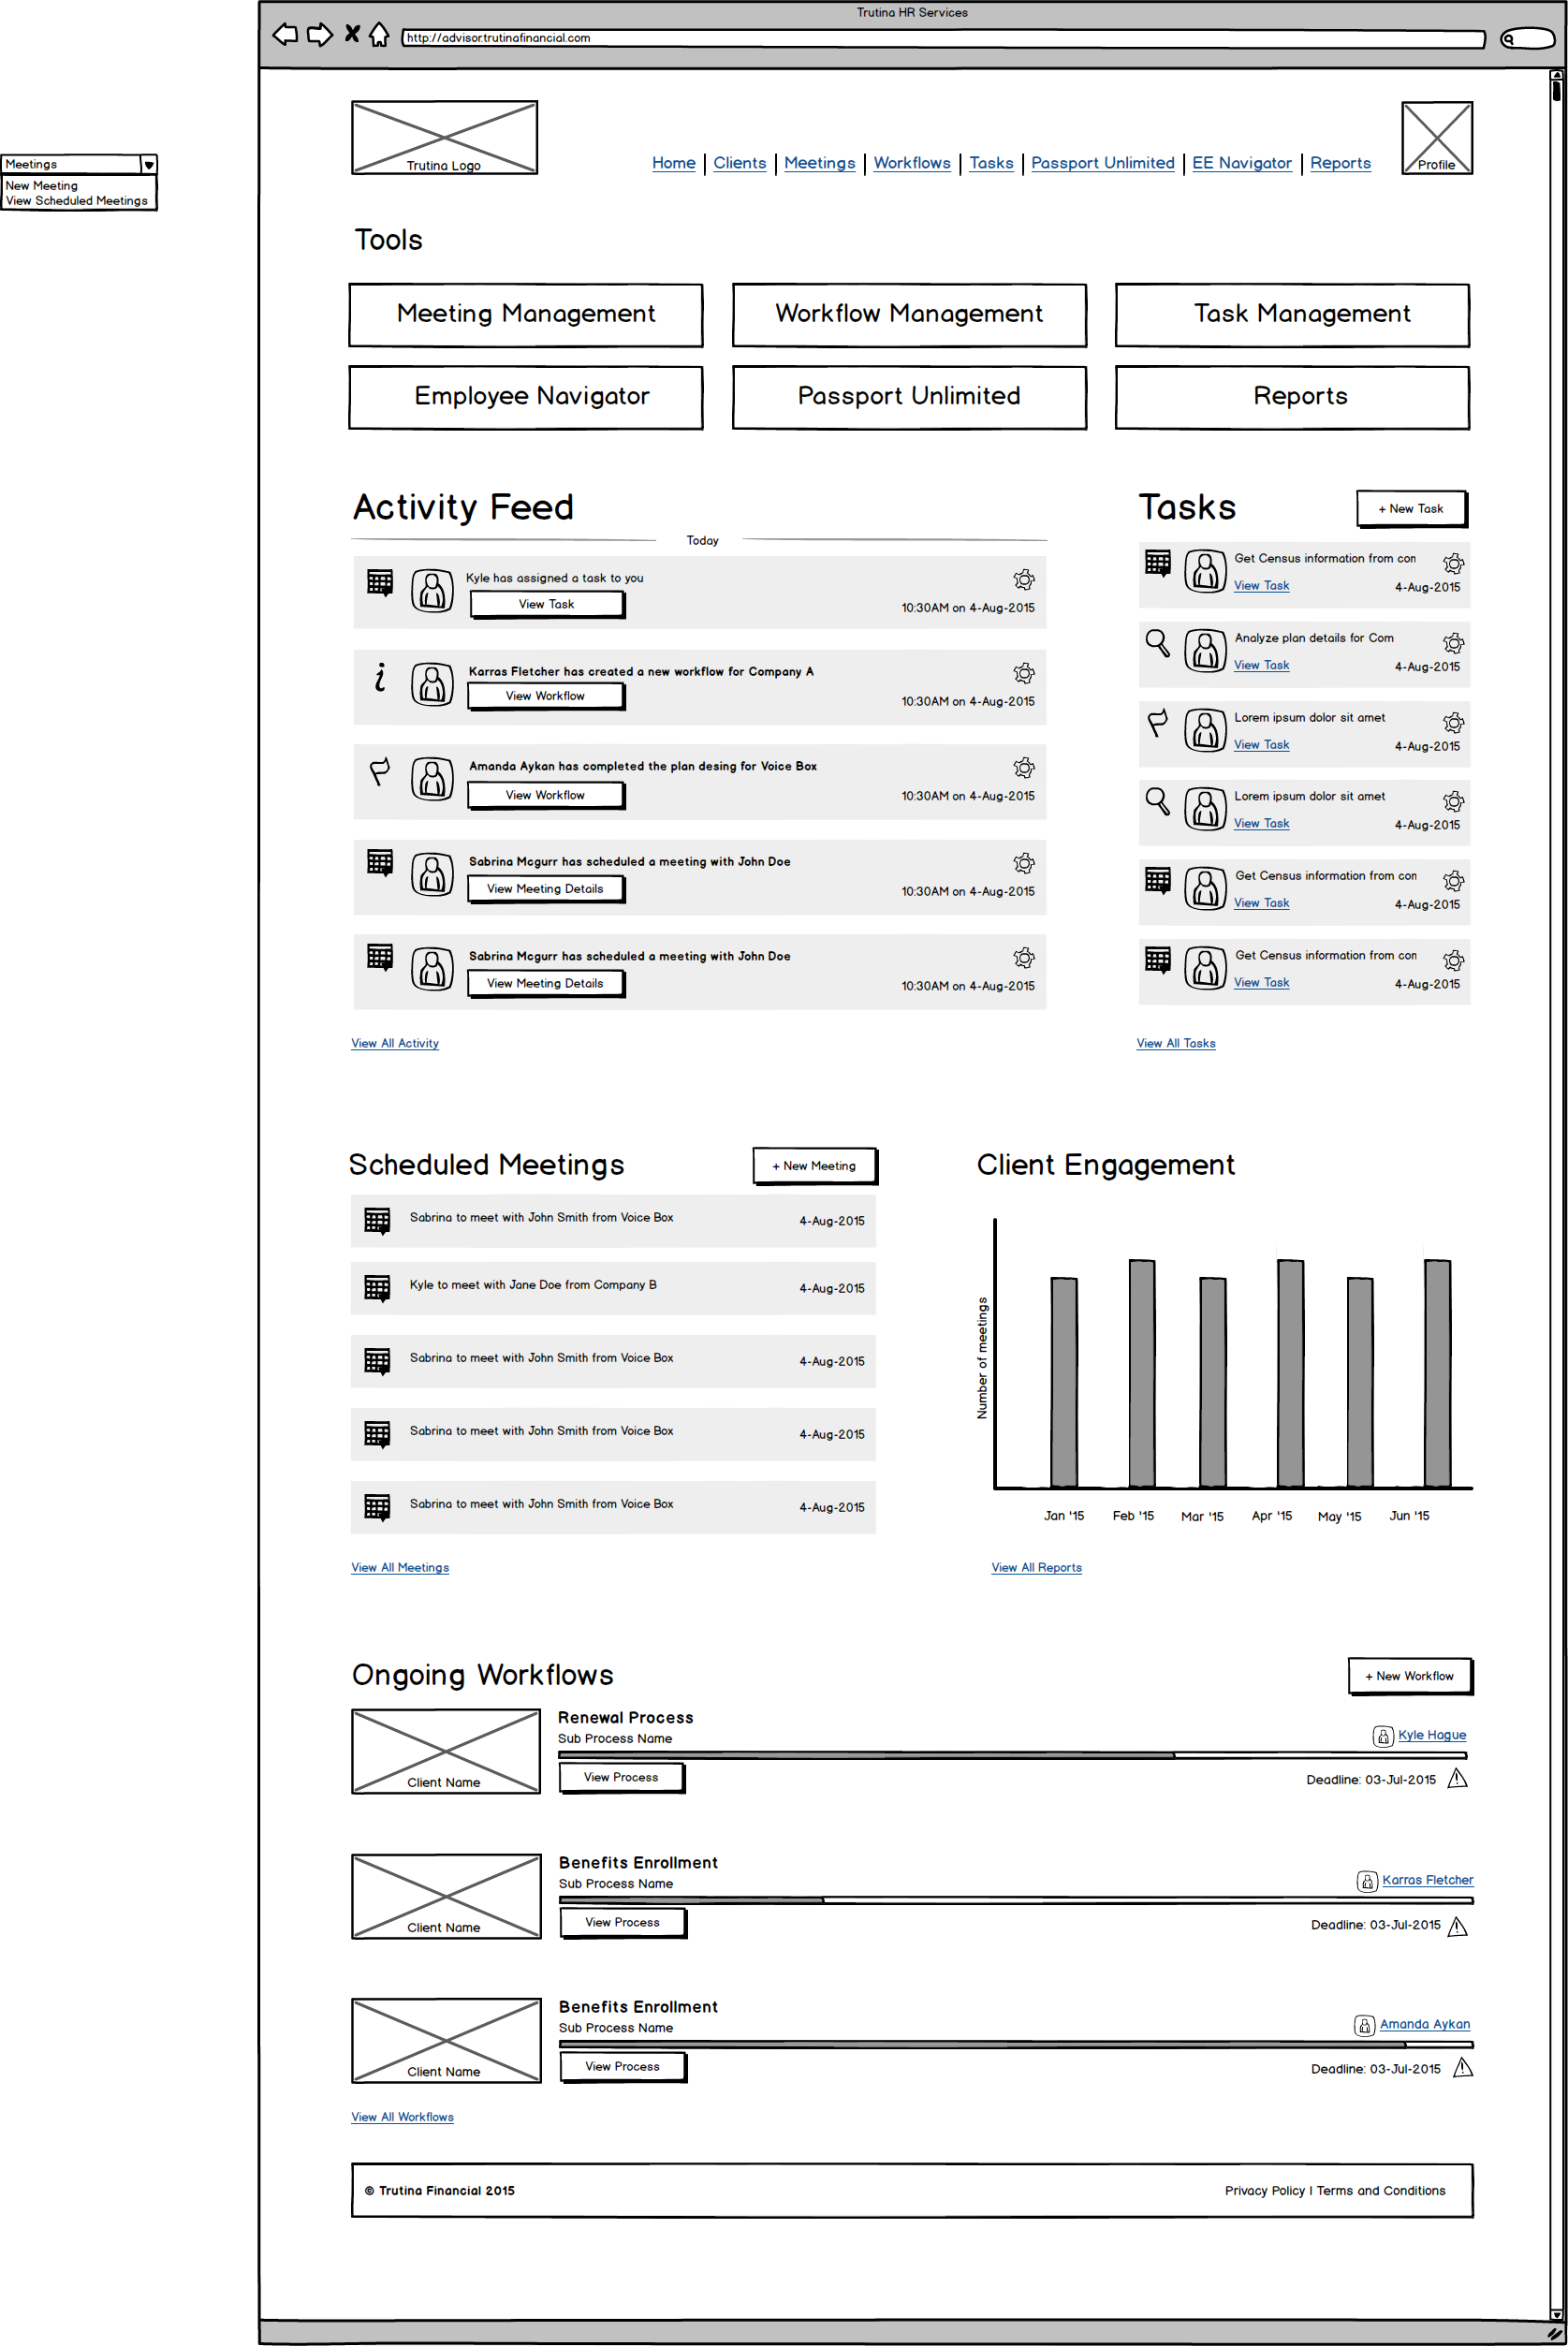 Trutina HR Services
http://advisor.trutinafinancial.com
Meetings
New Meeting
View Scheduled Meetings
Trutina Logo
Home | Clients | Meetings | Workflows | Tasks | Passport Unlimited | EE Navigator | Reports
Profile
Tools
Meeting Management
Workflow Management
Task Management
Employee Navigator
Passport Unlimited
Reports
Activity Feed
Today
Kyle has assigned a task to you
View Task
10:30AM on 4-Aug-2015
Karras Fletcher has created a new workflow for Company A
View Workflow
10:30AM on 4-Aug-2015
Amanda Aykan has completed the plan desing for Voice Box
View Workflow
10:30AM on 4-Aug-2015
Sabrina Mcgurr has scheduled a meeting with John Doe
View Meeting Details
10:30AM on 4-Aug-2015
Sabrina Mcgurr has scheduled a meeting with John Doe
View Meeting Details
10:30AM on 4-Aug-2015
View All Activity
Tasks
+ New Task
Get Census information from con
View Task
4-Aug-2015
Analyze plan details for Com
View Task
4-Aug-2015
Lorem ipsum dolor sit amet
View Task
4-Aug-2015
Lorem ipsum dolor sit amet
View Task
4-Aug-2015
Get Census information from con
View Task
4-Aug-2015
Get Census information from con
View Task
4-Aug-2015
View All Tasks
Scheduled Meetings
+ New Meeting
Sabrina to meet with John Smith from Voice Box
4-Aug-2015
Kyle to meet with Jane Doe from Company B
4-Aug-2015
Sabrina to meet with John Smith from Voice Box
4-Aug-2015
Sabrina to meet with John Smith from Voice Box
4-Aug-2015
Sabrina to meet with John Smith from Voice Box
4-Aug-2015
View All Meetings
Client Engagement
Number of meetings
Jan '15 Feb '15 Mar '15 Apr '15 May '15 Jun '15
View All Reports
Ongoing Workflows
+ New Workflow
Client Name
Renewal Process
Sub Process Name
Kyle Hague
View Process
Deadline: 03-Jul-2015
Client Name
Benefits Enrollment
Sub Process Name
Karras Fletcher
View Process
Deadline: 03-Jul-2015
Client Name
Benefits Enrollment
Sub Process Name
Amanda Aykan
View Process
Deadline: 03-Jul-2015
View All Workflows
© Trutina Financial 2015
Privacy Policy | Terms and Conditions